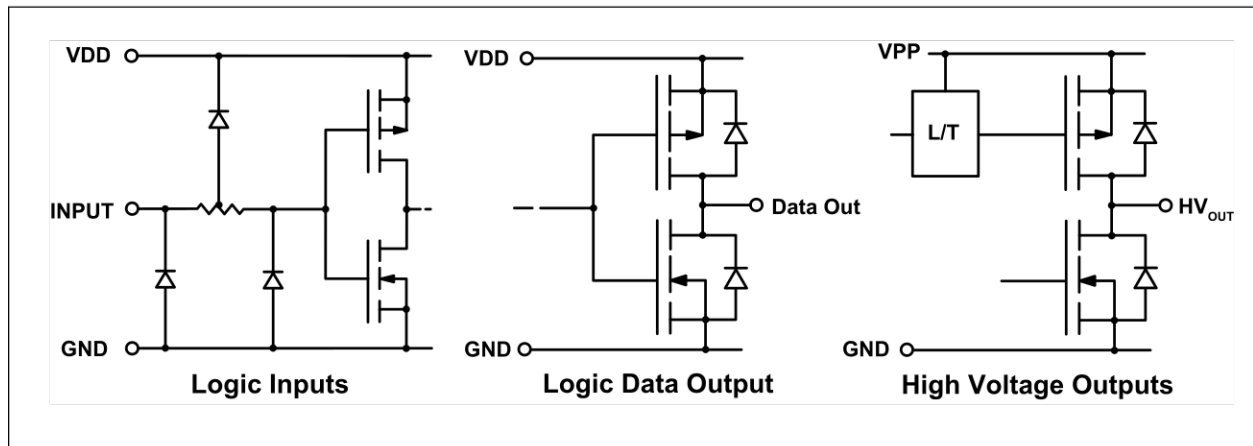 VDD
INPUT
GND
Logic Inputs
VDD
Data Out
GND
Logic Data Output
VPP
L/T
HVOUT
GND
High Voltage Outputs